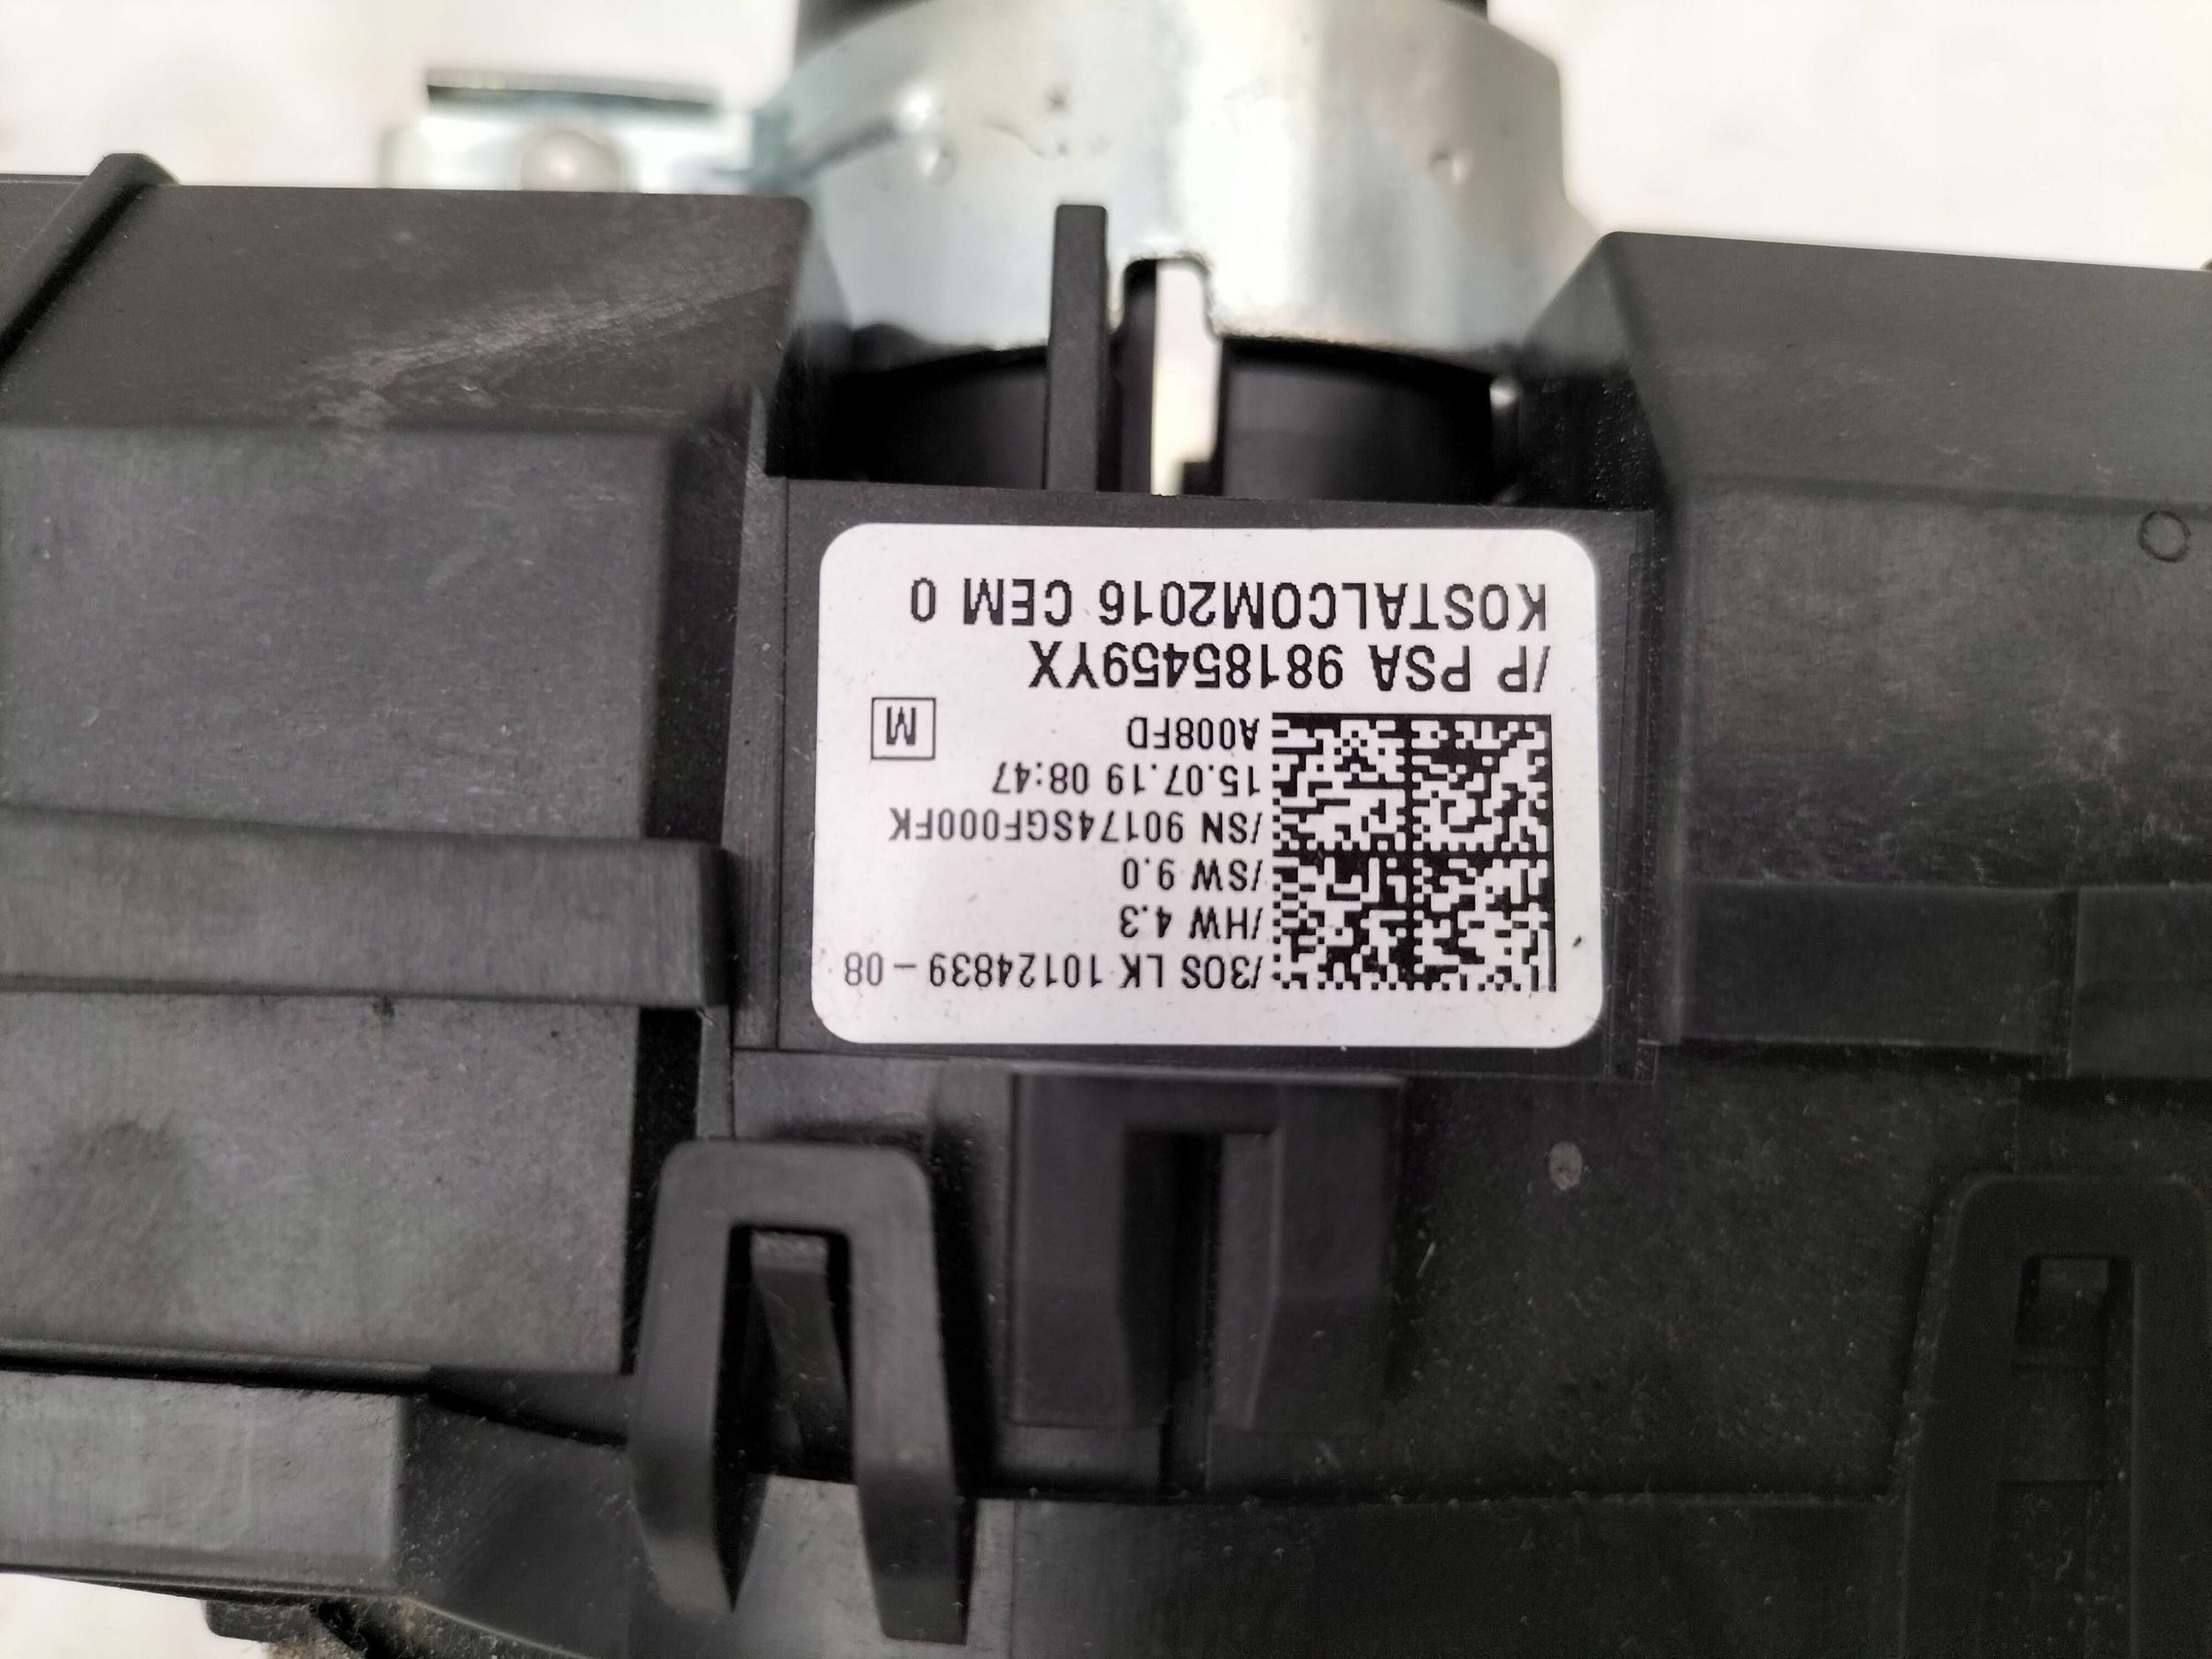 /3OS LK 10124839-08
/HW 4.3
/SW 9.0
/SN 90174SGF000FK
15.07.19 08:47
A008FD
M
/P PSA 98185459YX
KOSTALCOM2016 CEM 0